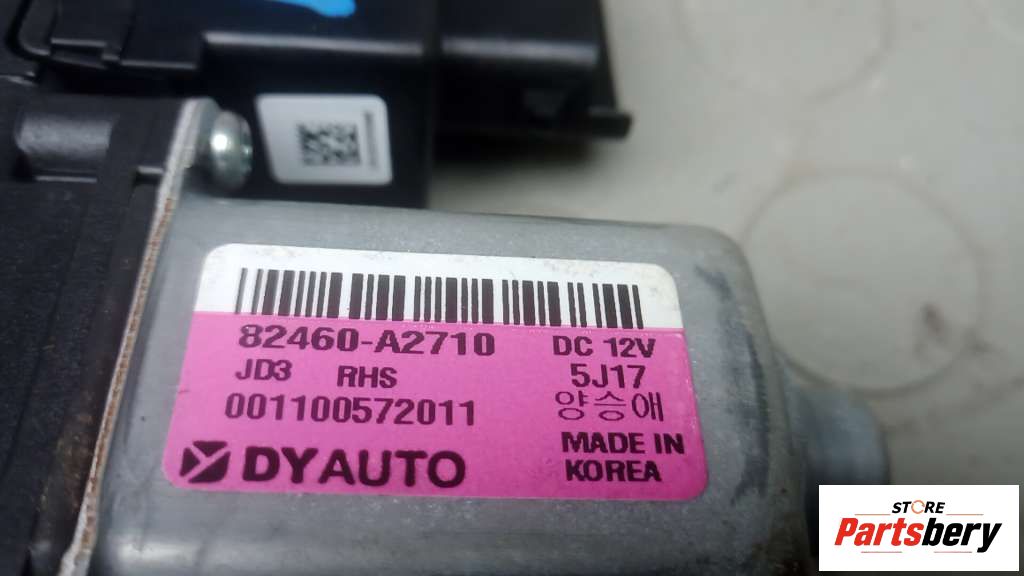 82460-A2710 DC 12V
JD3 RHS 5J17
001100572011 양승애
DYAUTO MADE IN
KOREA
STORE
Partsbery